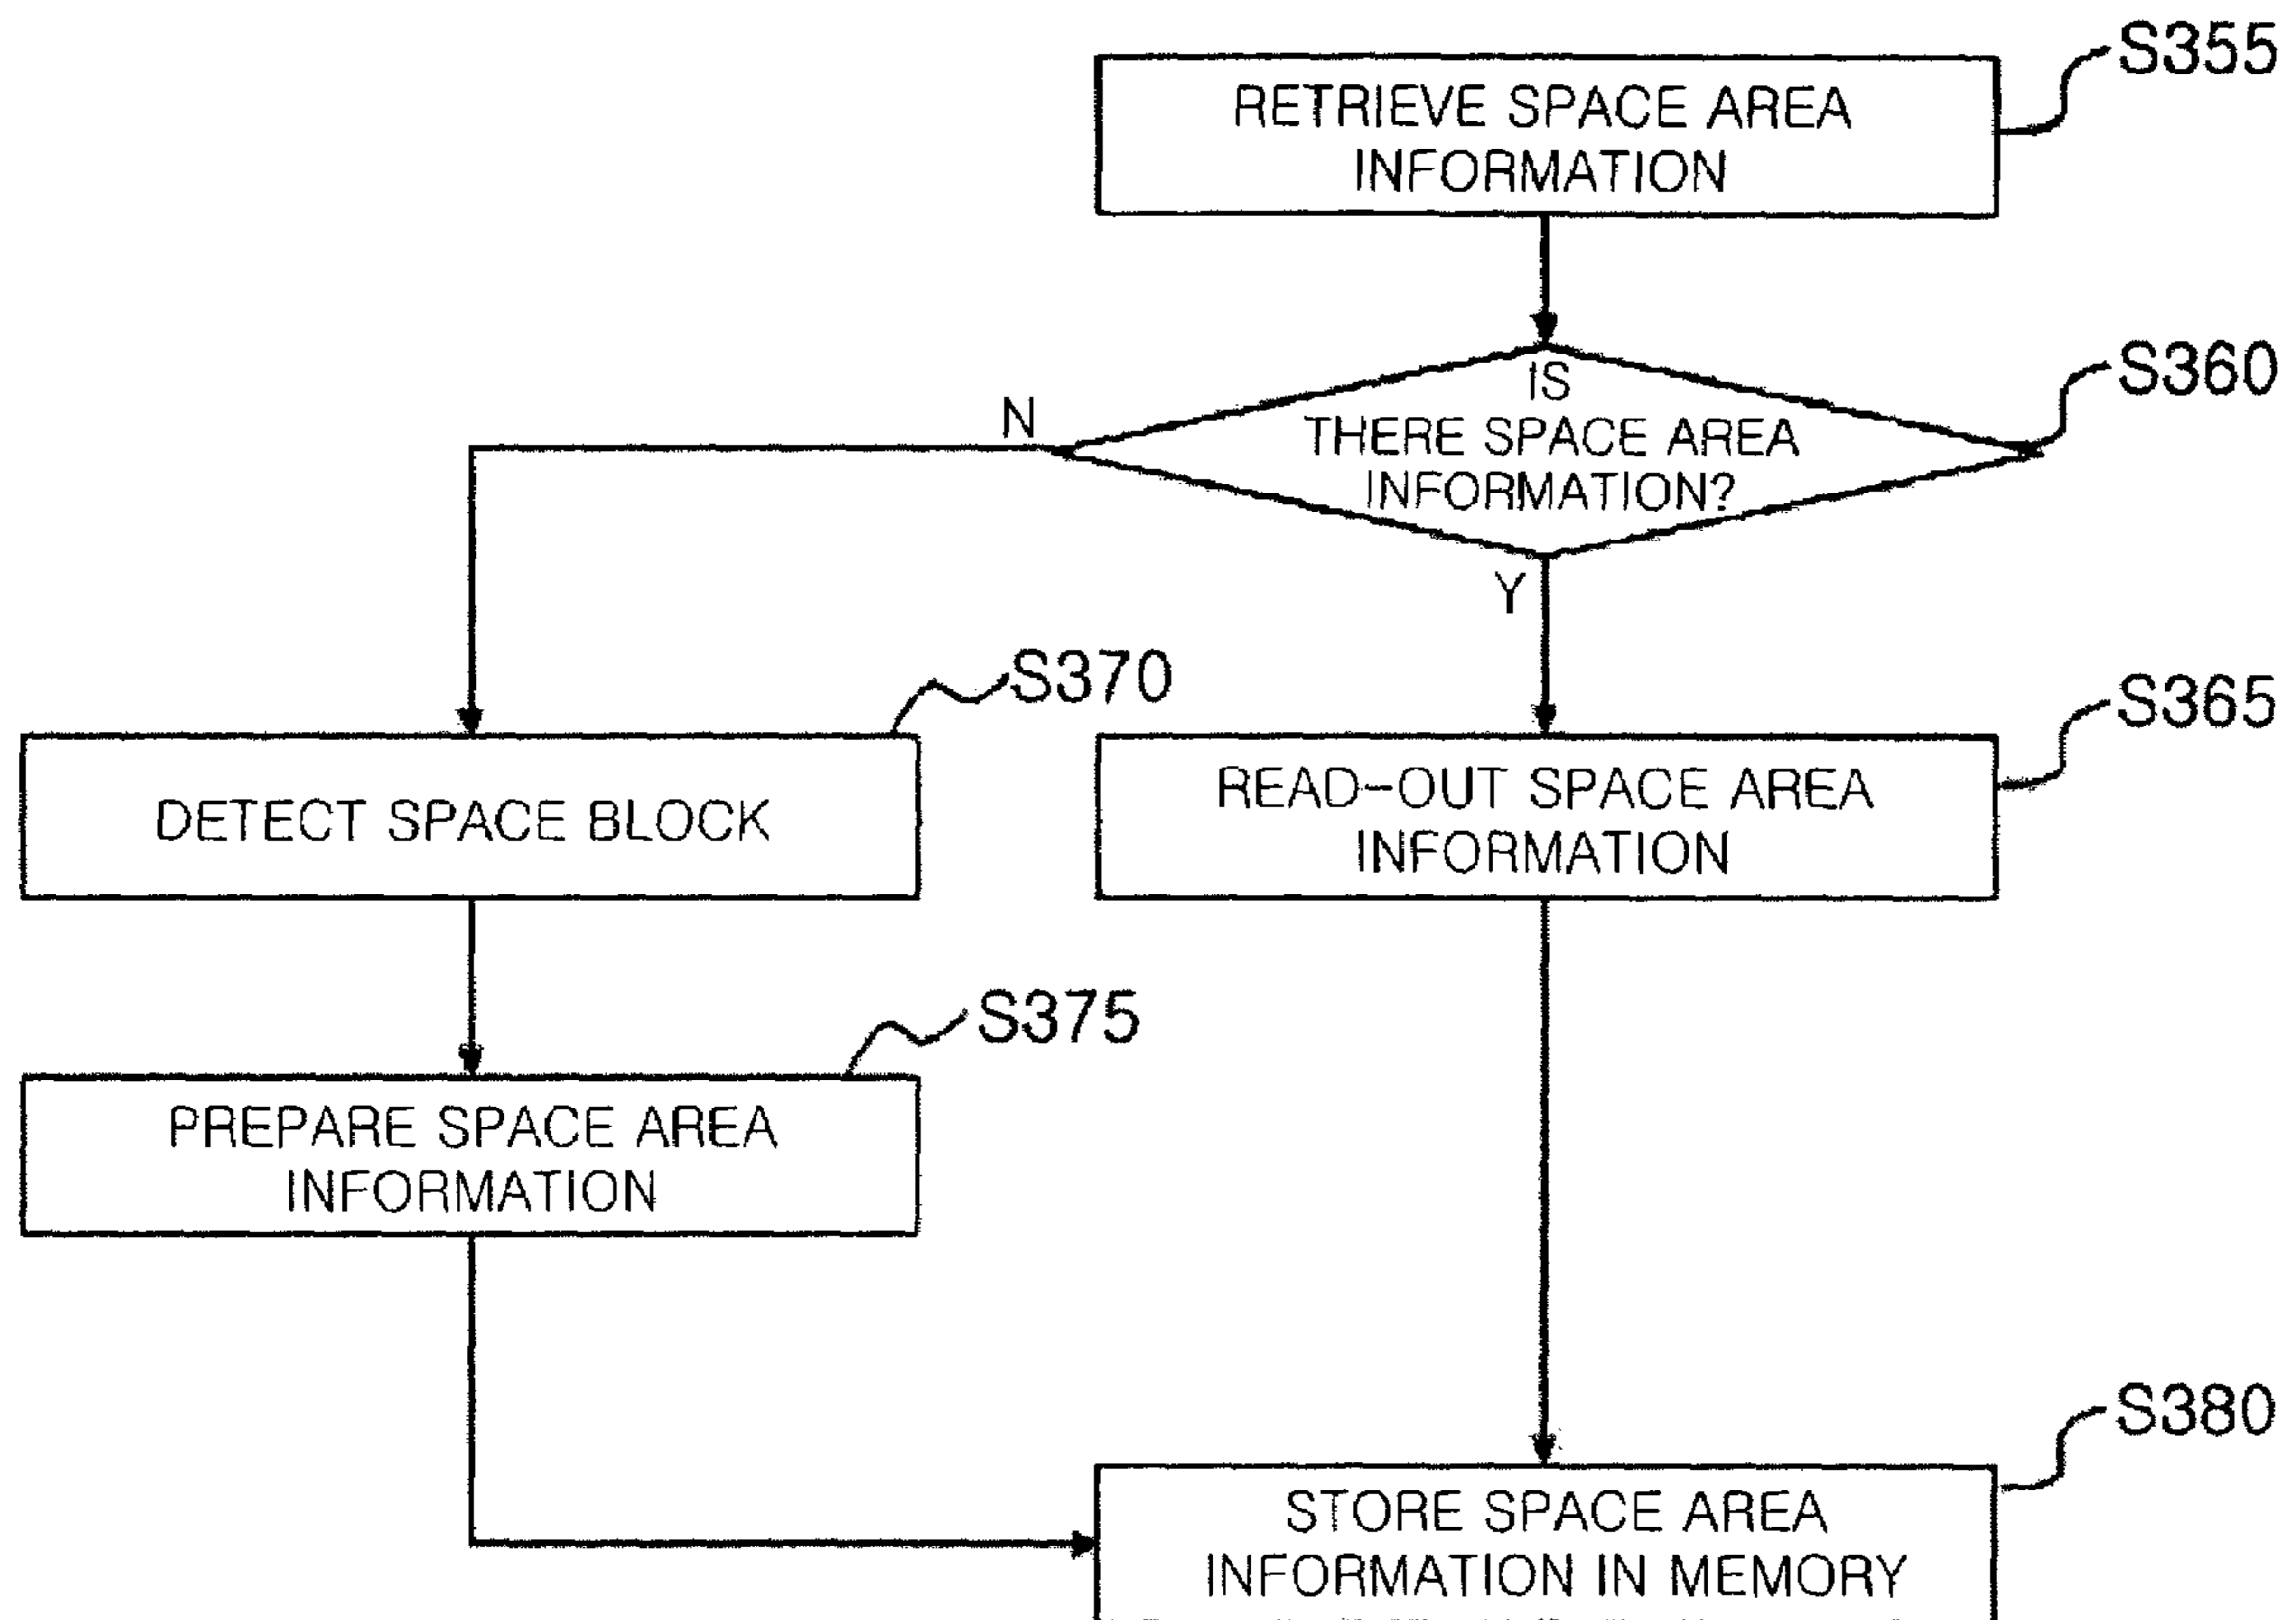 S355
RETRIEVE SPACE AREA
INFORMATION
S360
IS
THERE SPACE AREA
INFORMATION?
N
Y
S370
DETECT SPACE BLOCK
S365
READ-OUT SPACE AREA
INFORMATION
S375
PREPARE SPACE AREA
INFORMATION
S380
STORE SPACE AREA
INFORMATION IN MEMORY